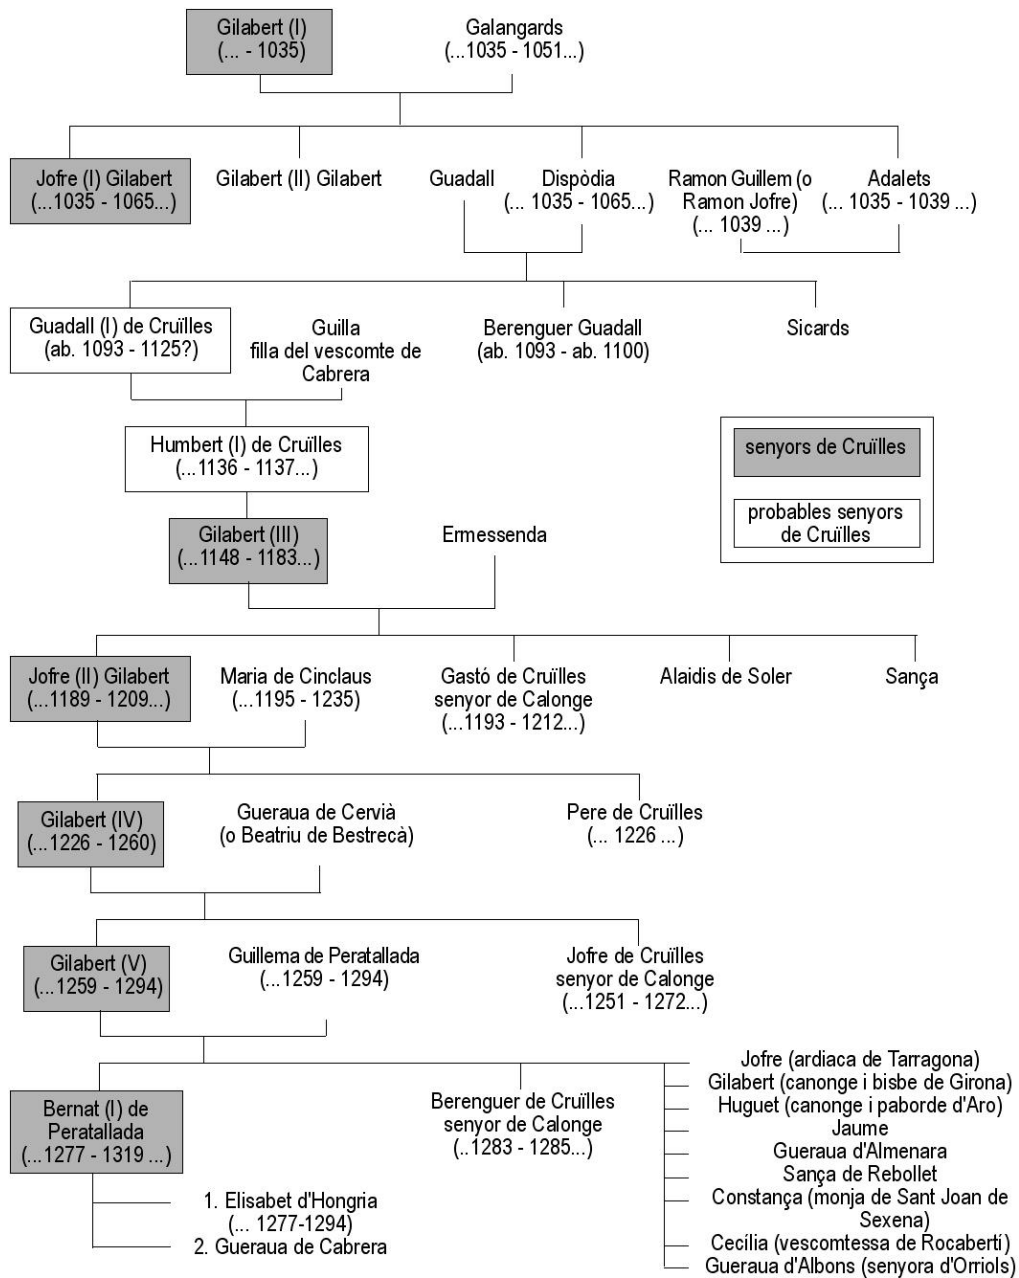 Gilabert (I)
(... - 1035)
Galangards
(...1035 - 1051...)
Jofre (I) Gilabert
(...1035 - 1065...)
Gilabert (II) Gilabert
Guadall
Dispòdia
(... 1035 - 1065...)
Ramon Guillem (o
Ramon Jofre)
(... 1039 ...)
Adalets
(... 1035 - 1039 ...)
Guadall (I) de Cruïlles
(ab. 1093 - 1125?)
Guilla
filla del vescomte de
Cabrera
Berenguer Guadall
(ab. 1093 - ab. 1100)
Sicards
Humbert (I) de Cruïlles
(...1136 - 1137...)
senyors de Cruïlles
probables senyors
de Cruïlles
Gilabert (III)
(...1148 - 1183...)
Ermessenda
Jofre (II) Gilabert
(...1189 - 1209...)
Maria de Cinclaus
(...1195 - 1235)
Gastó de Cruïlles
senyor de Calonge
(...1193 - 1212...)
Alaidis de Soler
Sança
Gilabert (IV)
(...1226 - 1260)
Gueraua de Cervià
(o Beatriu de Bestrecà)
Pere de Cruïlles
(... 1226 ...)
Gilabert (V)
(...1259 - 1294)
Guillema de Peratallada
(...1259 - 1294)
Jofre de Cruïlles
senyor de Calonge
(...1251 - 1272...)
Bernat (I) de
Peratallada
(...1277 - 1319 ...)
Berenguer de Cruïlles
senyor de Calonge
(..1283 - 1285...)
Jofre (ardiaca de Tarragona)
Gilabert (canonge i bisbe de Girona)
Huguet (canonge i paborde d'Aro)
Jaume
Gueraua d'Almenara
Sança de Rebollet
Constança (monja de Sant Joan de
Sexena)
Cecília (vescomtessa de Rocabertí)
Gueraua d'Albons (senyora d'Orriols)
1. Elisabet d'Hongria
(... 1277-1294)
2. Gueraua de Cabrera